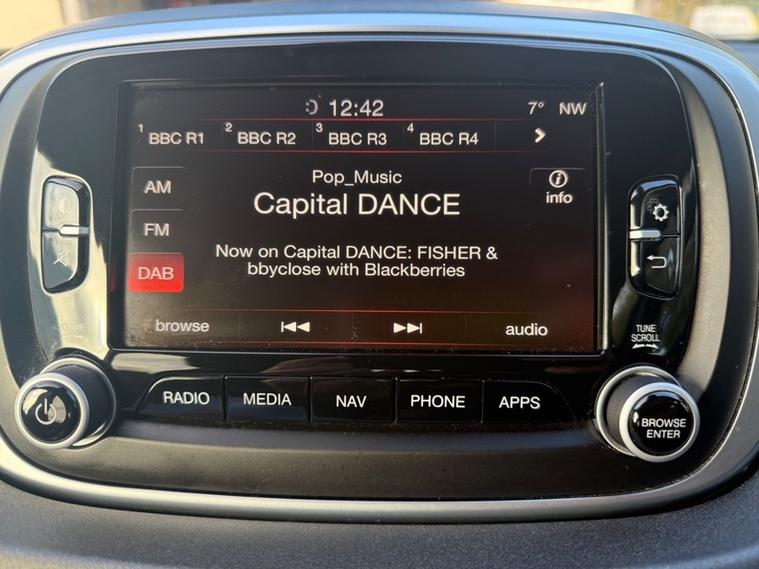 12:42 7° NW
1 BBC R1 2 BBC R2 3 BBC R3 4 BBC R4
AM
Pop_Music
Capital DANCE
i
info
FM
Now on Capital DANCE: FISHER &
bbyclose with Blackberries
DAB
browse
audio
TUNE
SCROLL
RADIO MEDIA NAV PHONE APPS
BROWSE
ENTER